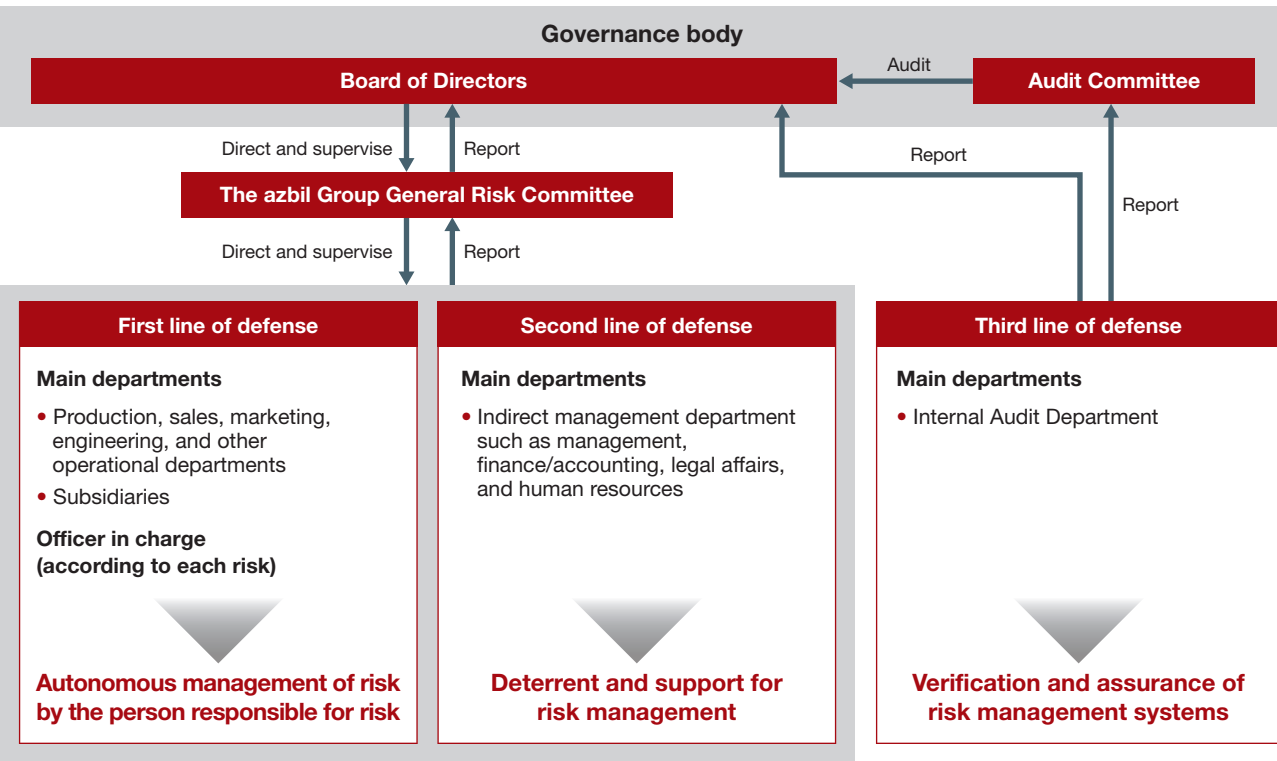 Governance body
Board of Directors
Audit
Audit Committee
Direct and supervise
Report
Report
Report
The azbil Group General Risk Committee
Direct and supervise
Report
First line of defense
Main departments
• Production, sales, marketing,
engineering, and other
operational departments
• Subsidiaries
Officer in charge
(according to each risk)
Autonomous management of risk
by the person responsible for risk
Second line of defense
Main departments
• Indirect management department
such as management,
finance/accounting, legal affairs,
and human resources
Deterrent and support for
risk management
Third line of defense
Main departments
• Internal Audit Department
Verification and assurance of
risk management systems